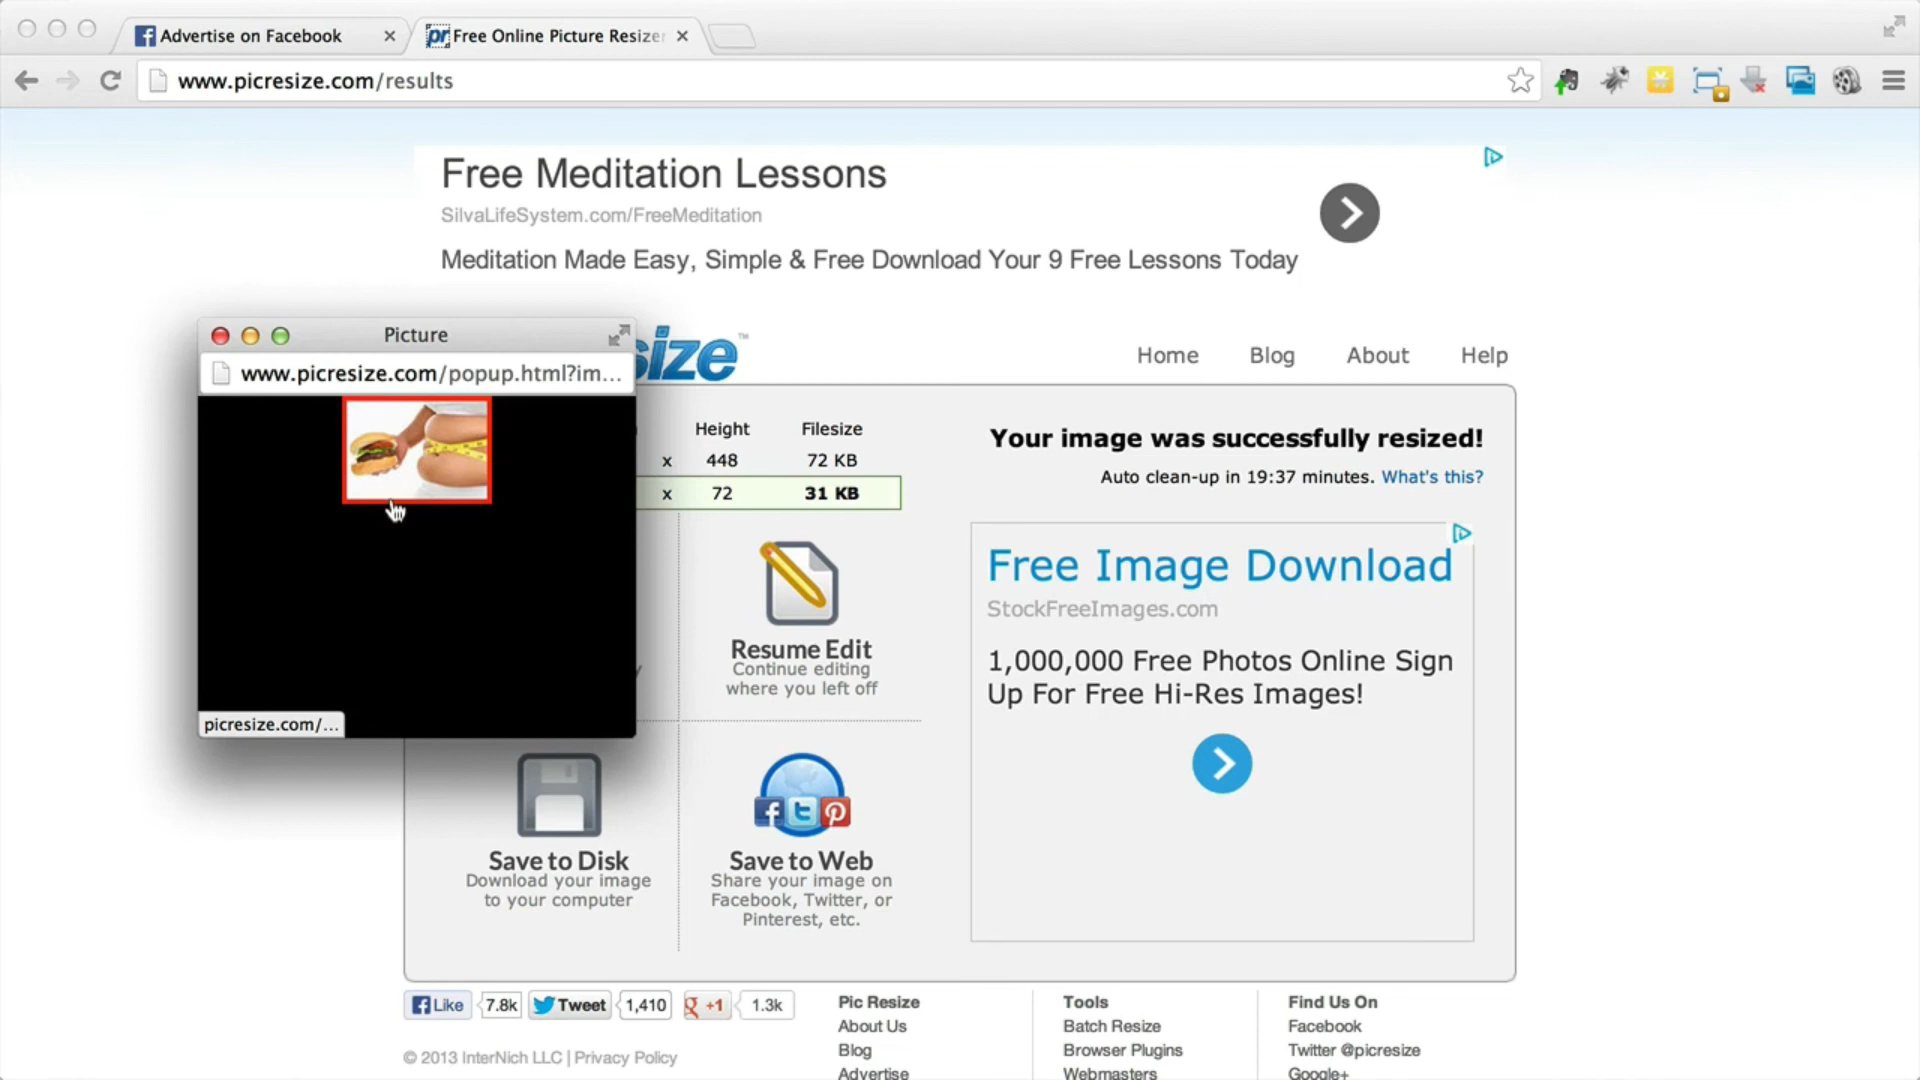 Advertise on Facebook
pr Free Online Picture Resizer
www.picresize.com/results
Free Meditation Lessons
SilvaLifeSystem.com/FreeMeditation
Meditation Made Easy, Simple & Free Download Your 9 Free Lessons Today
Picture
www.picresize.com/popup.html?im...
size™
Home Blog About Help
Height Filesize
x 448 72 KB
x 72 31 KB
Your image was successfully resized!
Auto clean-up in 19:37 minutes. What's this?
Free Image Download
StockFreeImages.com
1,000,000 Free Photos Online Sign
Up For Free Hi-Res Images!
Resume Edit
Continue editing
where you left off
picresize.com/...
Save to Disk
Download your image
to your computer
Save to Web
Share your image on
Facebook, Twitter, or
Pinterest, etc.
Like 7.8k Tweet 1,410 +1 1.3k
© 2013 InterNich LLC | Privacy Policy
Pic Resize
About Us
Blog
Advertise
Tools
Batch Resize
Browser Plugins
Webmasters
Find Us On
Facebook
Twitter @picresize
Google+